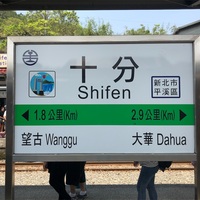 十分
Shifen
新北市
平溪區
1.8公里(Km)
2.9公里(Km)
望古 Wanggu
大華 Dahua